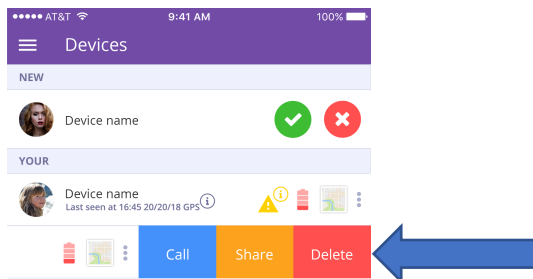 AT&T 9:41 AM 100%
Devices
NEW
Device name
YOUR
Device name
Last seen at 16:45 20/20/18 GPS i i
Call Share Delete